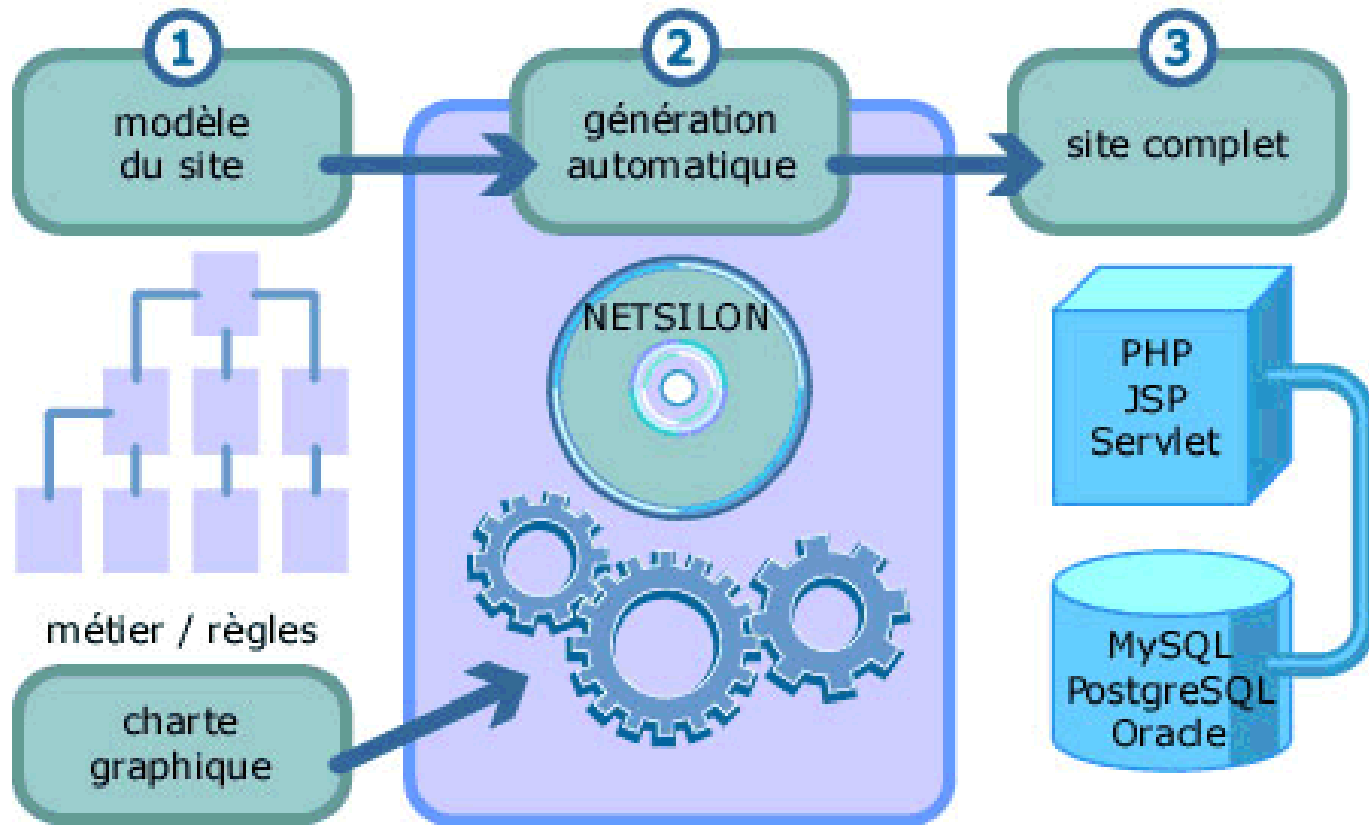 1
modèle
du site
2
génération
automatique
3
site complet
NETSILON
métier / règles
charte
graphique
PHP
JSP
Servlet
MySQL
PostgreSQL
Oracle